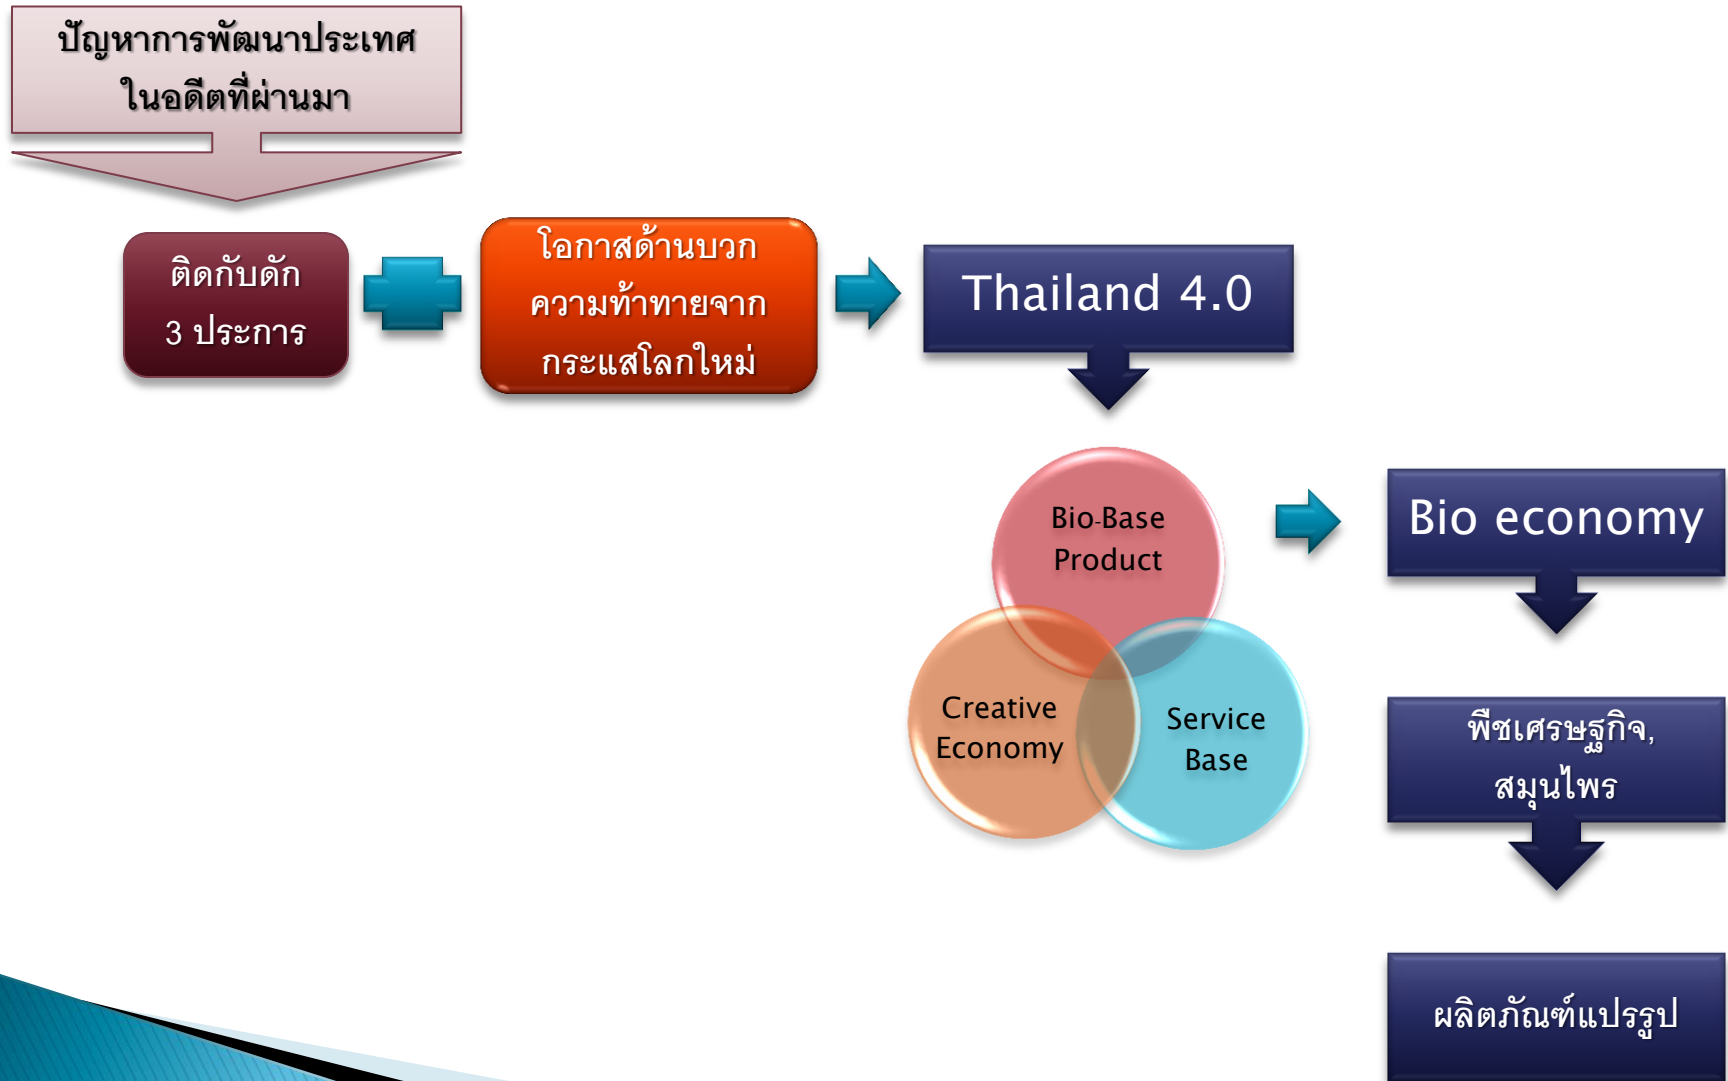 ปัญหาการพัฒนาประเทศ
ในอดีตที่ผ่านมา
ติดกับดัก
3 ประการ
โอกาสด้านบวก
ความท้าทายจาก
กระแสโลกใหม่
Thailand 4.0
Bio-Base
Product
Creative
Economy
Service
Base
Bio economy
พืชเศรษฐกิจ,
สมุนไพร
ผลิตภัณฑ์แปรรูป